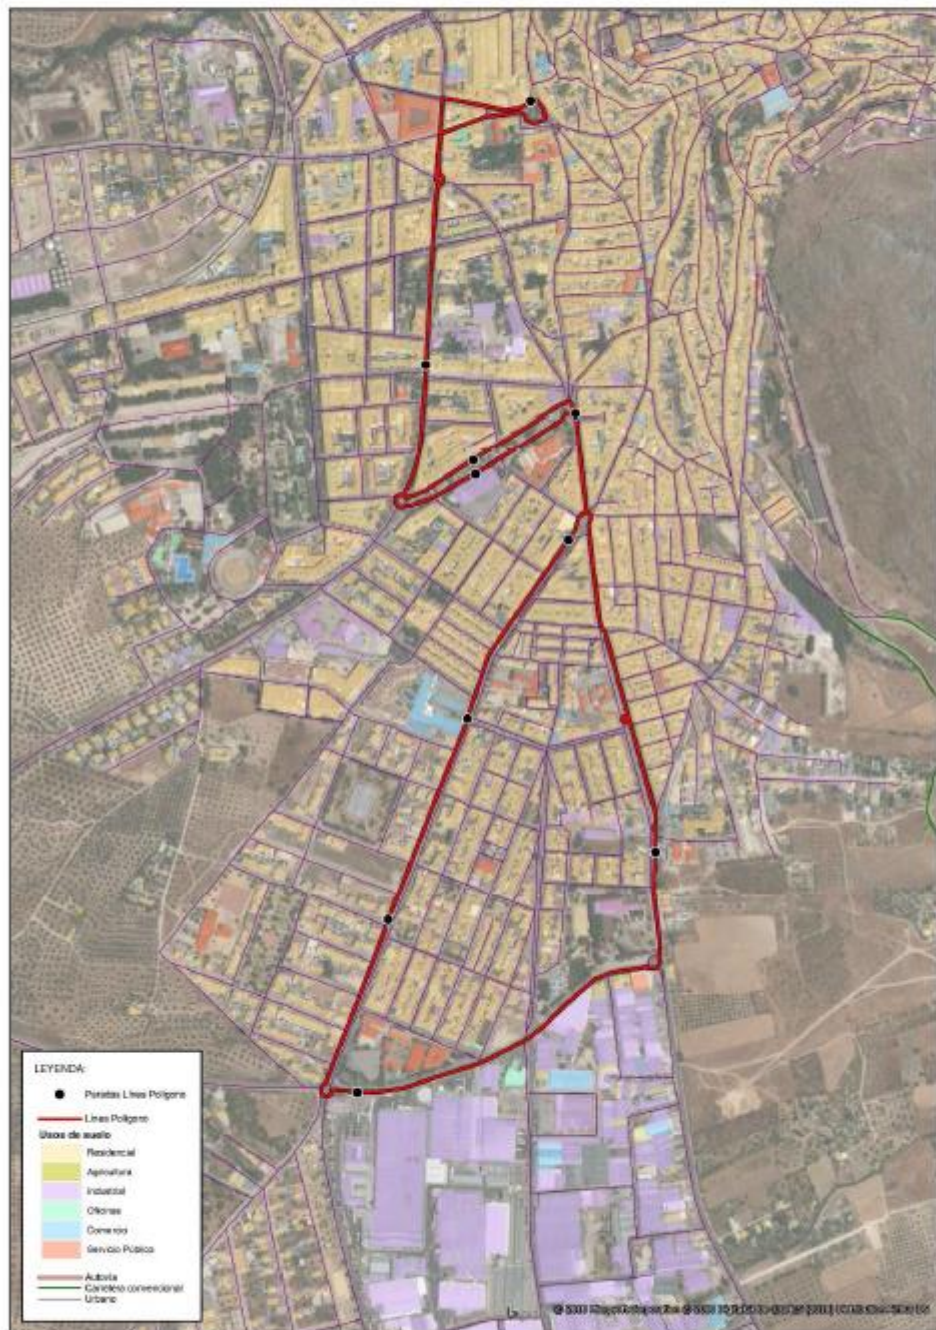 LEYENDA:
Paradas Línea Polígono
Línea Polígono
Usos de suelo
Residencial
Agricultura
Industrial
Oficinas
Comercio
Servicio Público
Autovía
Carretera convencional
Urbano